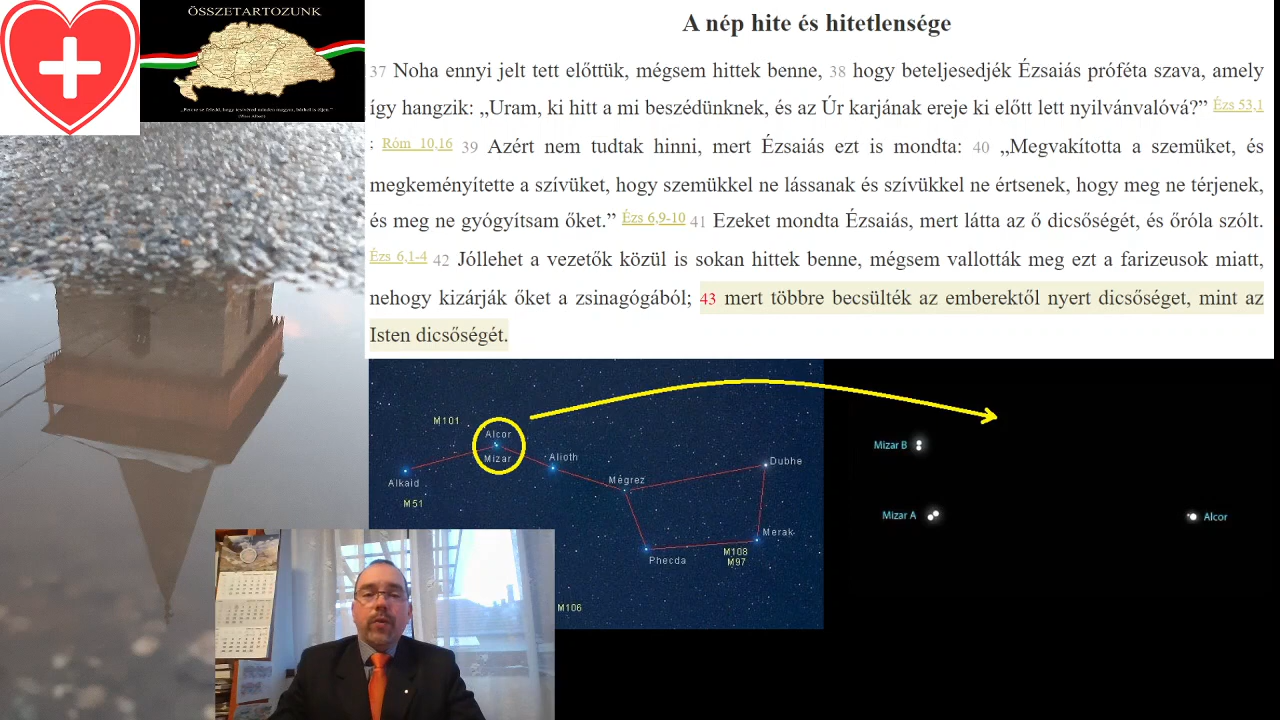 ÖSSZETARTOZUNK
A nép hite és hitetlensége
37 Noha ennyi jelt tett előttük, mégsem hittek benne, 38 hogy beteljesedjék Ézsaiás próféta szava, amely
így hangzik: „Uram, ki hitt a mi beszédünknek, és az Úr karjának ereje ki előtt lett nyilvánvalóvá?” Ézs 53,1
; Róm 10,16 39 Azért nem tudtak hinni, mert Ézsaiás ezt is mondta: 40 „Megvakította a szemüket, és
megkeményítette a szívüket, hogy szemükkel ne lássanak és szívükkel ne értsenek, hogy meg ne térjenek,
és meg ne gyógyítsam őket.” Ézs 6,9-10 41 Ezeket mondta Ézsaiás, mert látta az ő dicsőségét, és őróla szólt.
Ézs 6,1-4 42 Jóllehet a vezetők közül is sokan hittek benne, mégsem vallották meg ezt a farizeusok miatt,
nehogy kizárják őket a zsinagógából; 43 mert többre becsülték az emberektől nyert dicsőséget, mint az
Isten dicsőségét.
M101
Alcor
Mizar
Alioth
Alkaid
M51
Mégrez
Dubhe
Merak
Phecda
M108
M97
M106
Mizar B
Mizar A
Alcor